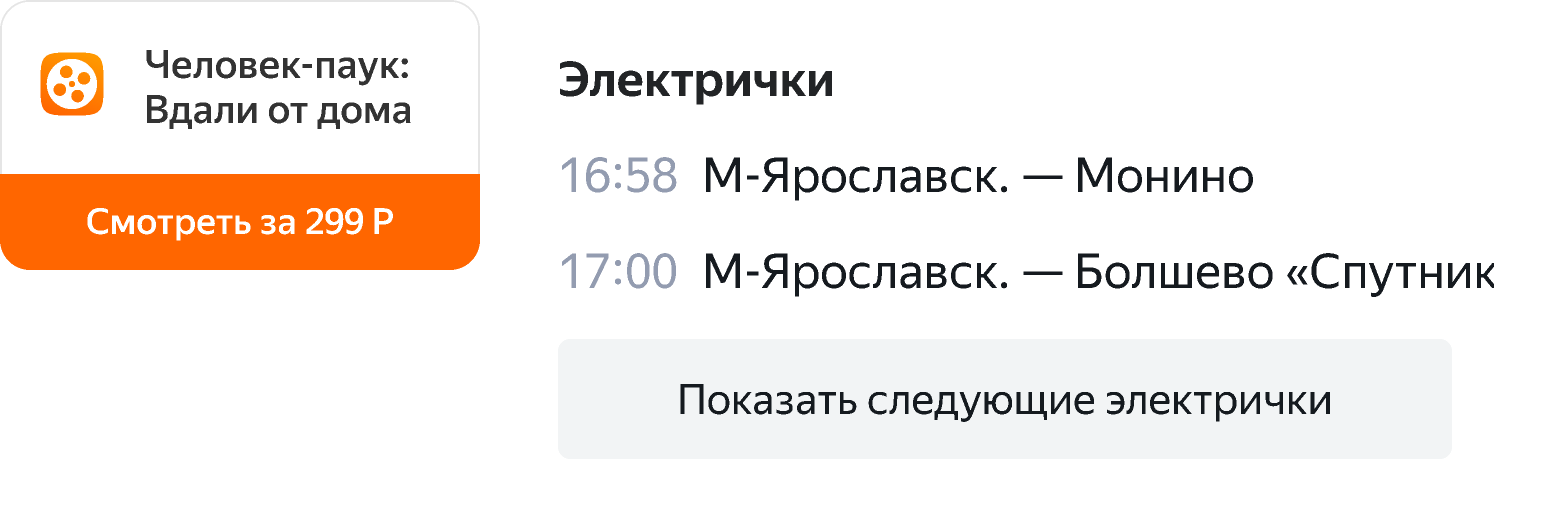 Человек-паук:
Вдали от дома
Смотреть за 299 Р
Электрички
16:58 М-Ярославск. — Монино
17:00 М-Ярославск. — Болшево «Спутник
Показать следующие электрички